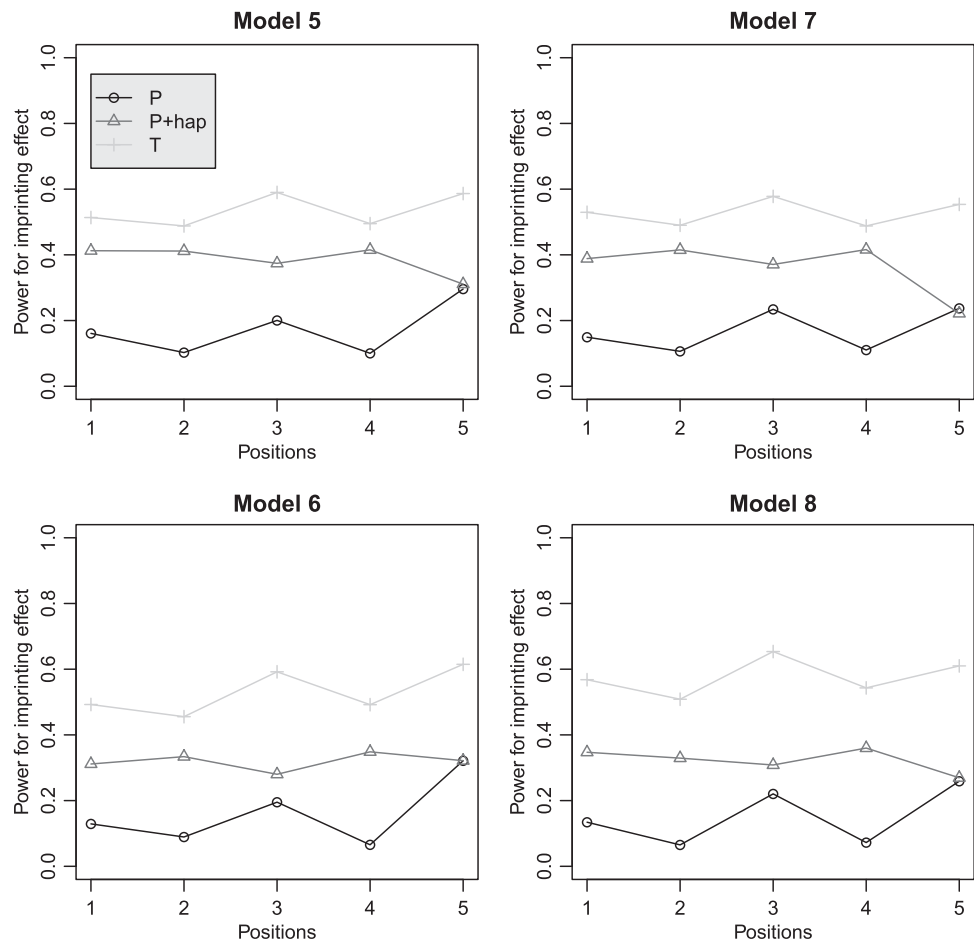 Model 5
Power for imprinting effect
1.0
0.8
0.6
0.4
0.2
0.0
P
P+hap
T
1 2 3 4 5
Positions
Model 7
Power for imprinting effect
1.0
0.8
0.6
0.4
0.2
0.0
1 2 3 4 5
Positions
Model 6
Power for imprinting effect
1.0
0.8
0.6
0.4
0.2
0.0
1 2 3 4 5
Positions
Model 8
Power for imprinting effect
1.0
0.8
0.6
0.4
0.2
0.0
1 2 3 4 5
Positions